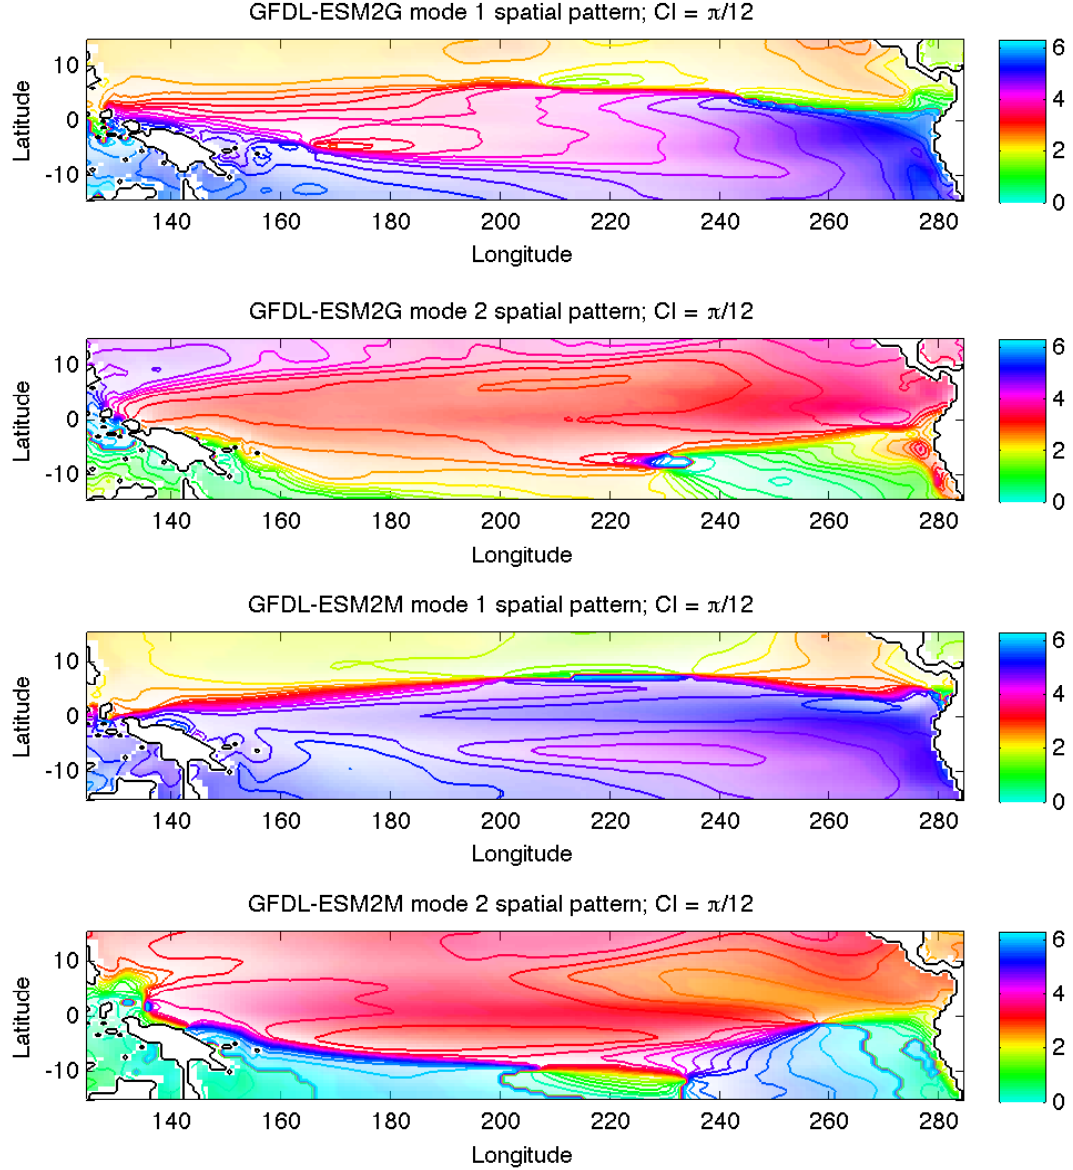 GFDL-ESM2G mode 1 spatial pattern; CI = π/12
Latitude
10
0
-10
140 160 180 200 220 240 260 280
Longitude
6
4
2
0
GFDL-ESM2G mode 2 spatial pattern; CI = π/12
Latitude
10
0
-10
140 160 180 200 220 240 260 280
Longitude
6
4
2
0
GFDL-ESM2M mode 1 spatial pattern; CI = π/12
Latitude
10
0
-10
140 160 180 200 220 240 260 280
Longitude
6
4
2
0
GFDL-ESM2M mode 2 spatial pattern; CI = π/12
Latitude
10
0
-10
140 160 180 200 220 240 260 280
Longitude
6
4
2
0